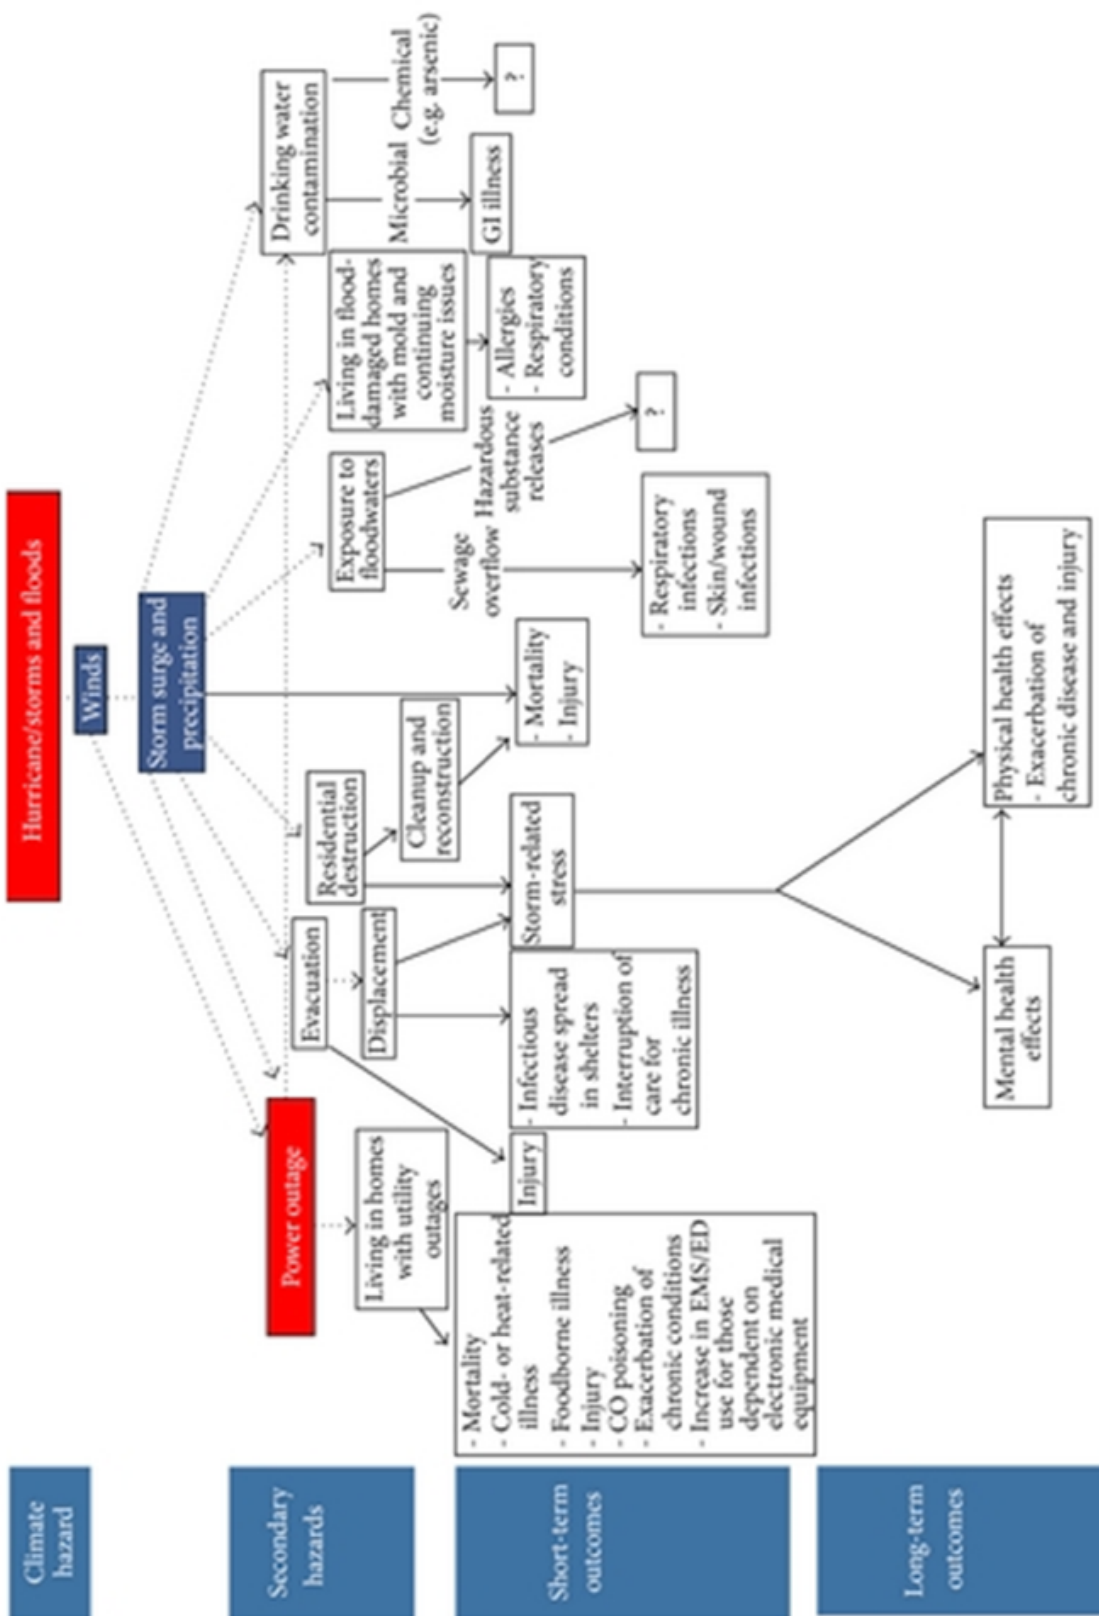 Climate
hazard
Hurricane/storms and floods
Winds
Storm surge and
precipitation
Secondary
hazards
Power outage
Living in homes
with utility
outages
Evacuation
Displacement
Residential
destruction
Cleanup and
reconstruction
Exposure to
floodwaters
Sewage
overflow
Hazardous
substance
releases
Living in flood-
damaged homes
with mold and
continuing
moisture issues
Drinking water
contamination
Microbial
Chemical
(e.g. arsenic)
Short-term
outcomes
- Mortality
- Cold- or heat-related
illness
- Foodborne illness
- Injury
- CO poisoning
- Exacerbation of
chronic conditions
- Increase in EMS/ED
use for those
dependent on
electronic medical
equipment
Injury
- Infectious
disease spread
in shelters
- Interruption of
care for
chronic illness
Storm-related
stress
- Mortality
- Injury
- Respiratory
infections
- Skin/wound
infections
?
- Allergies
- Respiratory
conditions
GI illness
?
Long-term
outcomes
Mental health
effects
Physical health effects
- Exacerbation of
chronic disease and injury